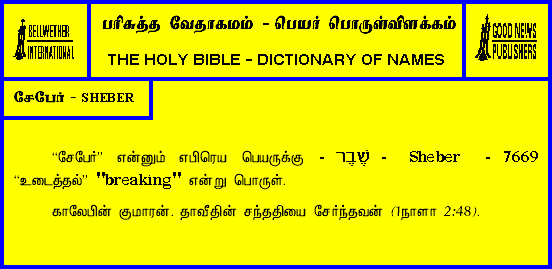 BELLWETHER
INTERNATIONAL
பரிசுத்த வேதாகமம் - பெயர் பொருள்விளக்கம்
THE HOLY BIBLE - DICTIONARY OF NAMES
GOOD NEWS
PUBLISHERS
சேபேர் - SHEBER
“சேபேர்” என்னும் எபிரெய பெயருக்கு - שֶׁבֶר - Sheber - 7669
“உடைத்தல்” "breaking" என்று பொருள்.
காலேபின் குமாரன். தாவீதின் சந்ததியை சேர்ந்தவன் (1நாளா 2:48).